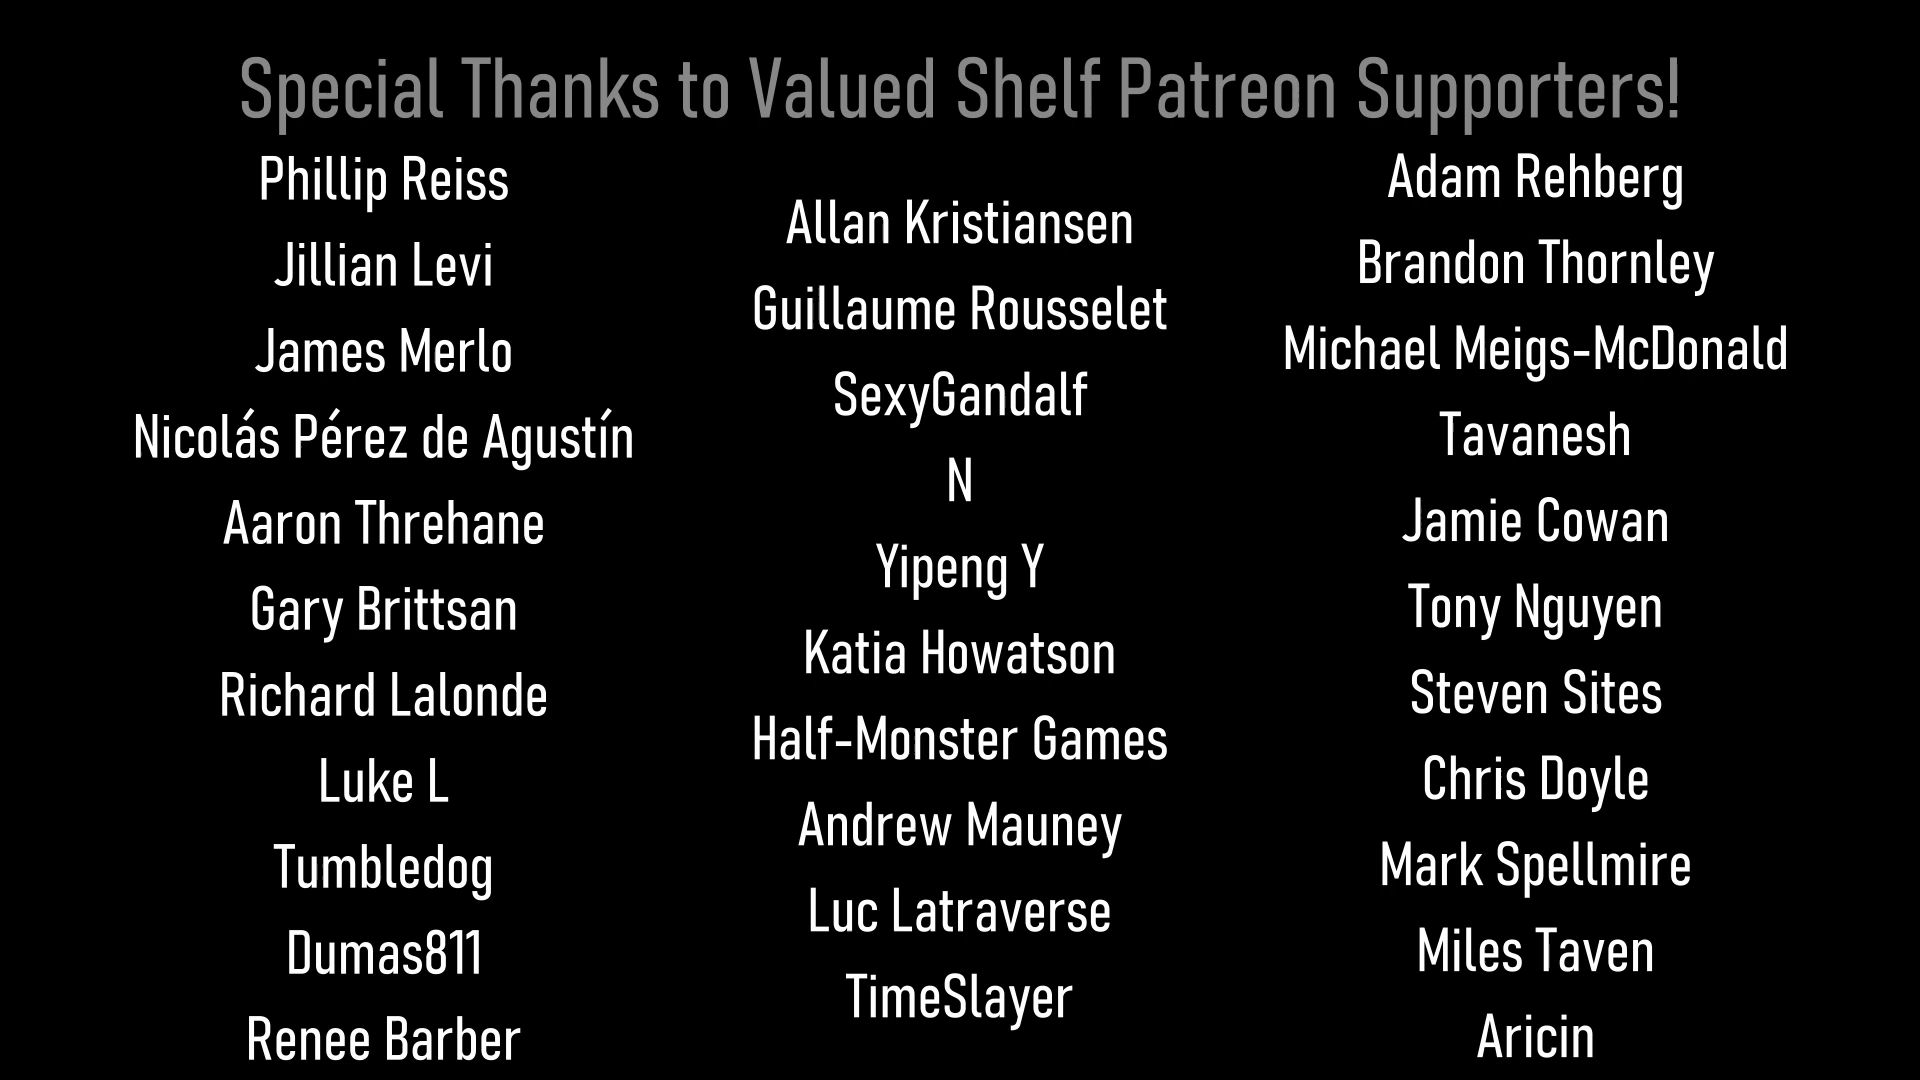 Special Thanks to Valued Shelf Patreon Supporters!
Phillip Reiss
Jillian Levi
James Merlo
Nicolás Pérez de Agustín
Aaron Threhane
Gary Brittsan
Richard Lalonde
Luke L
Tumbledog
Dumas811
Renee Barber
Allan Kristiansen
Guillaume Rousselet
SexyGandalf
N
Yipeng Y
Katia Howatson
Half-Monster Games
Andrew Mauney
Luc Latraverse
TimeSlayer
Adam Rehberg
Brandon Thornley
Michael Meigs-McDonald
Tavanesh
Jamie Cowan
Tony Nguyen
Steven Sites
Chris Doyle
Mark Spellmire
Miles Taven
Aricin